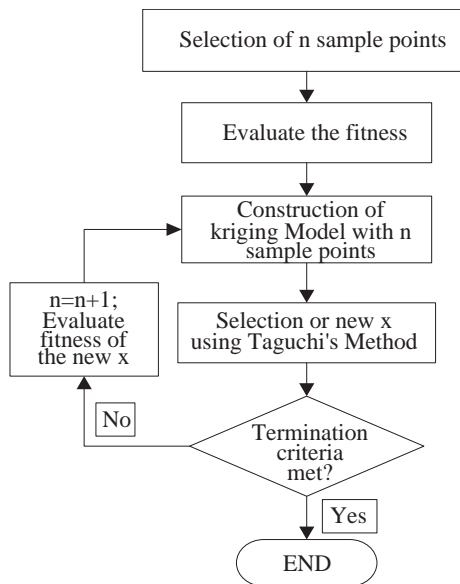 Selection of n sample points
Evaluate the fitness
Construction of
kriging Model with n
sample points
n=n+1;
Evaluate
fitness of
the new x
Selection or new x
using Taguchi's Method
No
Termination
criteria
met?
Yes
END